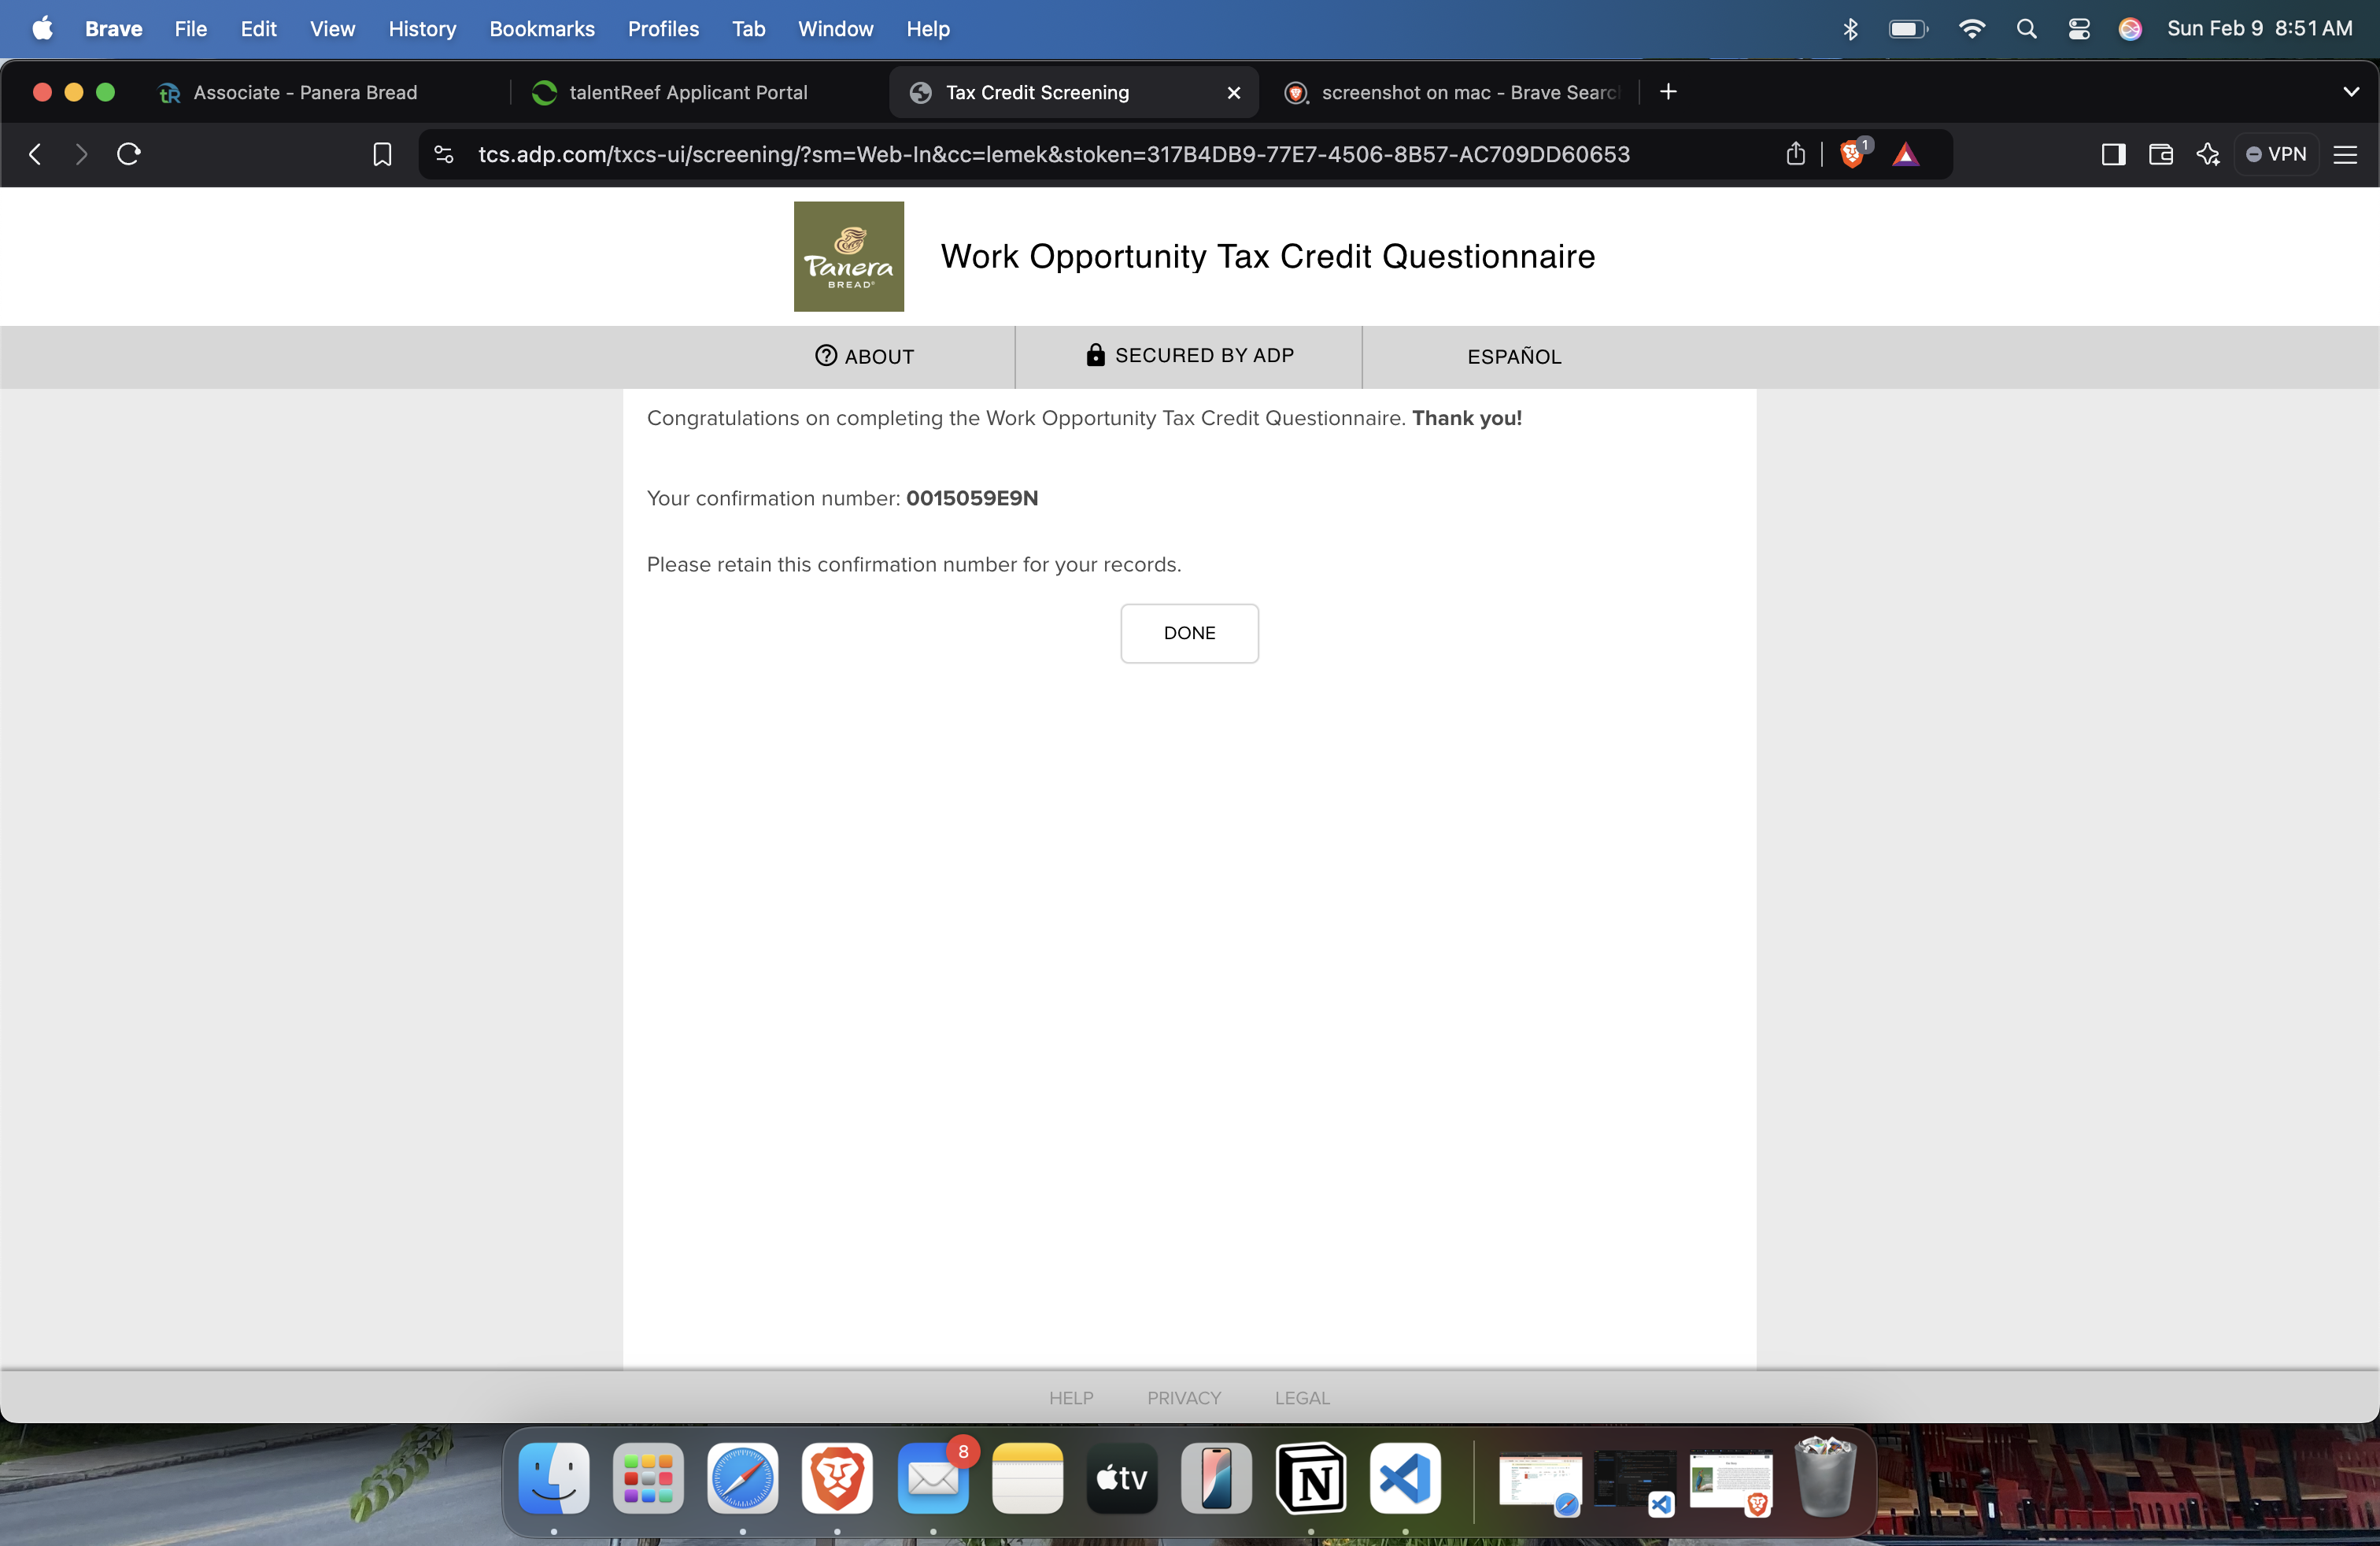 Brave File Edit View History Bookmarks Profiles Tab Window Help Sun Feb 9 8:51 AM
tR Associate - Panera Bread talentReef Applicant Portal Tax Credit Screening screenshot on mac - Brave Searc
tcs.adp.com/txcs-ui/screening/?sm=Web-In&cc=lemek&stoken=317B4DB9-77E7-4506-8B57-AC709DD60653 1 VPN
Panera
BREAD®
Work Opportunity Tax Credit Questionnaire
ABOUT SECURED BY ADP ESPAÑOL
Congratulations on completing the Work Opportunity Tax Credit Questionnaire. Thank you!
Your confirmation number: 0015059E9N
Please retain this confirmation number for your records.
DONE
HELP PRIVACY LEGAL
8
tv
N